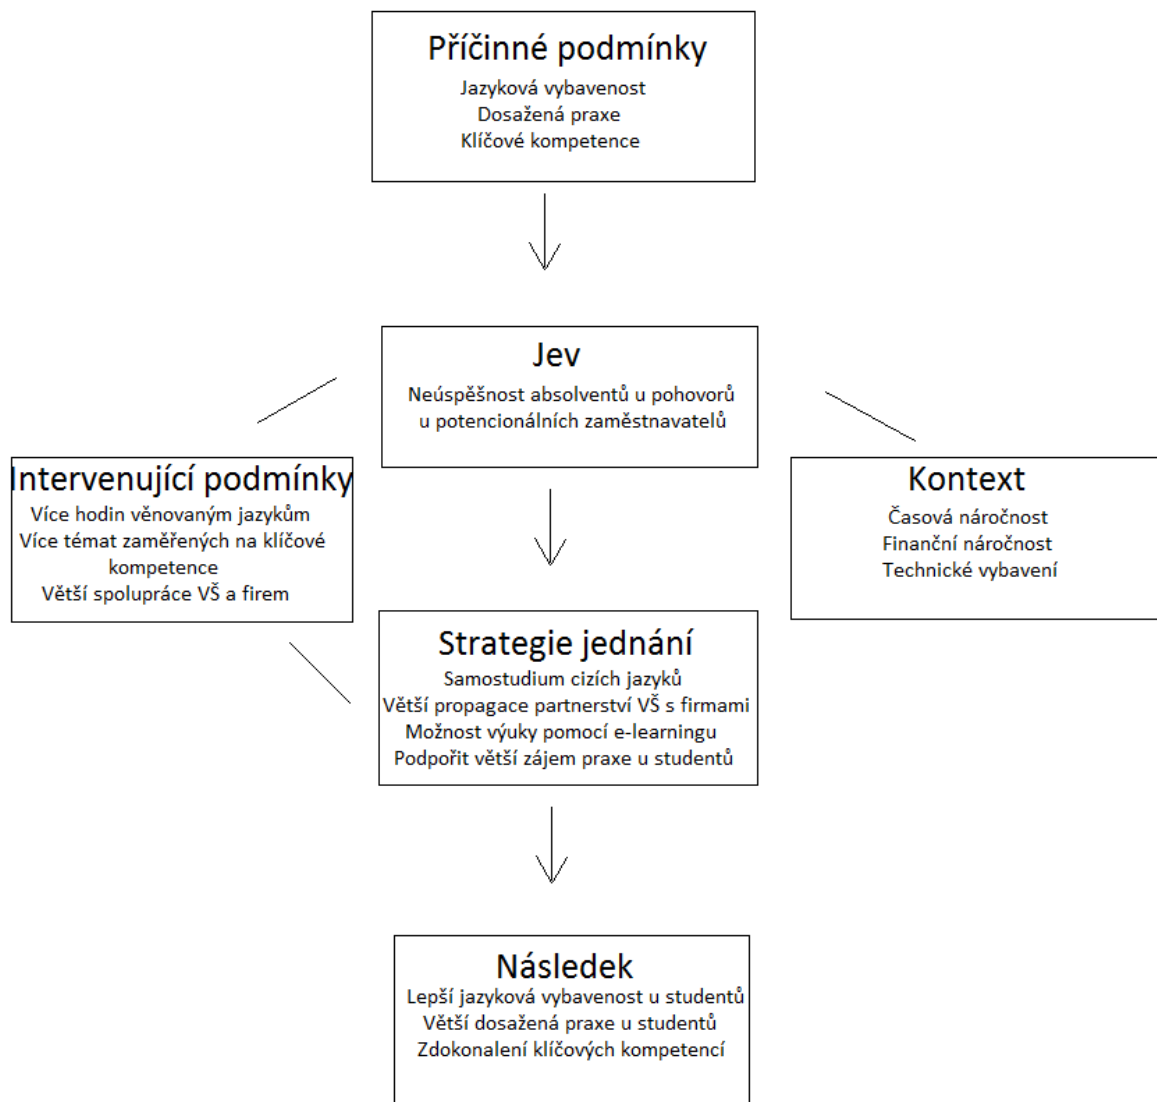 Příčinné podmínky
Jazyková vybavenost
Dosažená praxe
Klíčové kompetence
Jev
Neúspěšnost absolventů u pohovorů
u potencionálních zaměstnavatelů
Intervenující podmínky
Více hodin věnovaným jazykům
Více témat zaměřených na klíčové
kompetence
Větší spolupráce VŠ a firem
Kontext
Časová náročnost
Finanční náročnost
Technické vybavení
Strategie jednání
Samostudium cizích jazyků
Větší propagace partnerství VŠ s firmami
Možnost výuky pomocí e-learningu
Podpořit větší zájem praxe u studentů
Následek
Lepší jazyková vybavenost u studentů
Větší dosažená praxe u studentů
Zdokonalení klíčových kompetencí